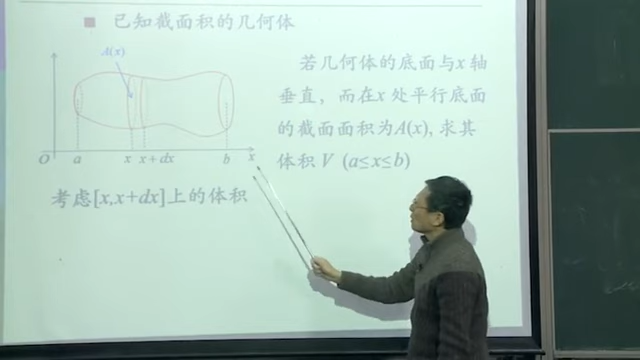 ■ 已知截面积的几何体
A(x)
若几何体的底面与x 轴
垂直，而在x 处平行底面
的截面面积为A(x), 求其
体积 V (a≤x≤b)
O a x x+dx b x
考虑[x,x+dx]上的体积